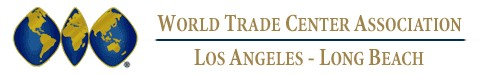 WORLD TRADE CENTER ASSOCIATION
LOS ANGELES - LONG BEACH
®